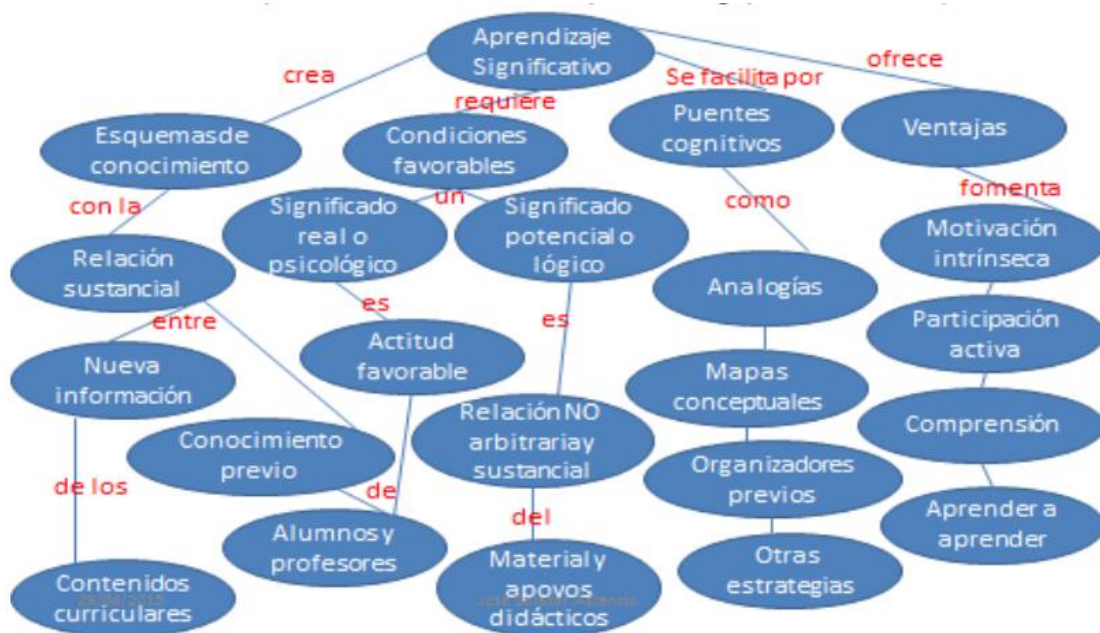 Aprendizaje
Significativo
crea
requiere
Se facilita por
ofrece
Esquemas de
conocimiento
Condiciones
favorables
Puentes
cognitivos
Ventajas
con la
un
como
fomenta
Relación
sustancial
Significado
real o
psicológico
Significado
potencial o
lógico
Analogías
Motivación
intrínseca
entre
es
es
Nueva
información
Actitud
favorable
Mapas
conceptuales
Participación
activa
Conocimiento
previo
Relación NO
arbitraria y
sustancial
Organizadores
previos
Comprensión
de los
de
del
Alumnos y
profesores
Material y
apoyos
didácticos
Otras
estrategias
Aprender a
aprender
Contenidos
curriculares